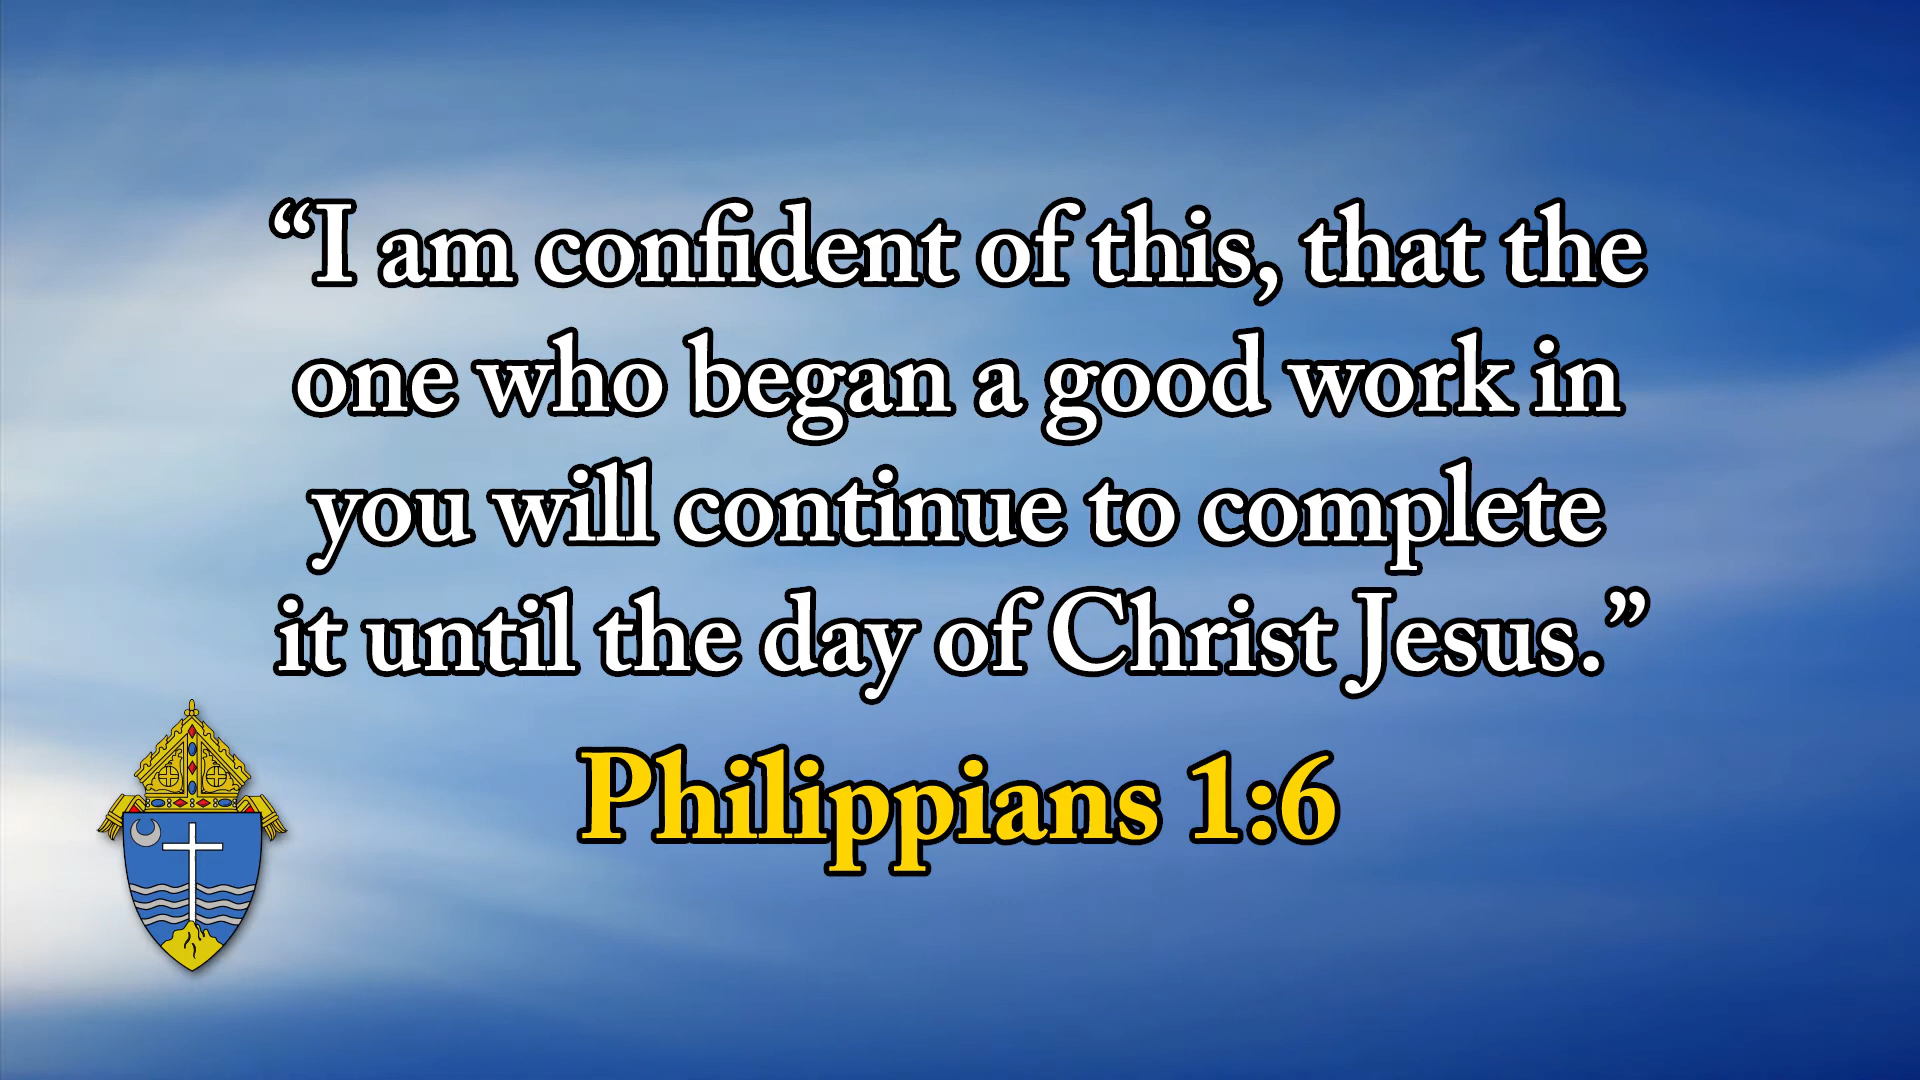 “I am confident of this, that the
one who began a good work in
you will continue to complete
it until the day of Christ Jesus.”
Philippians 1:6